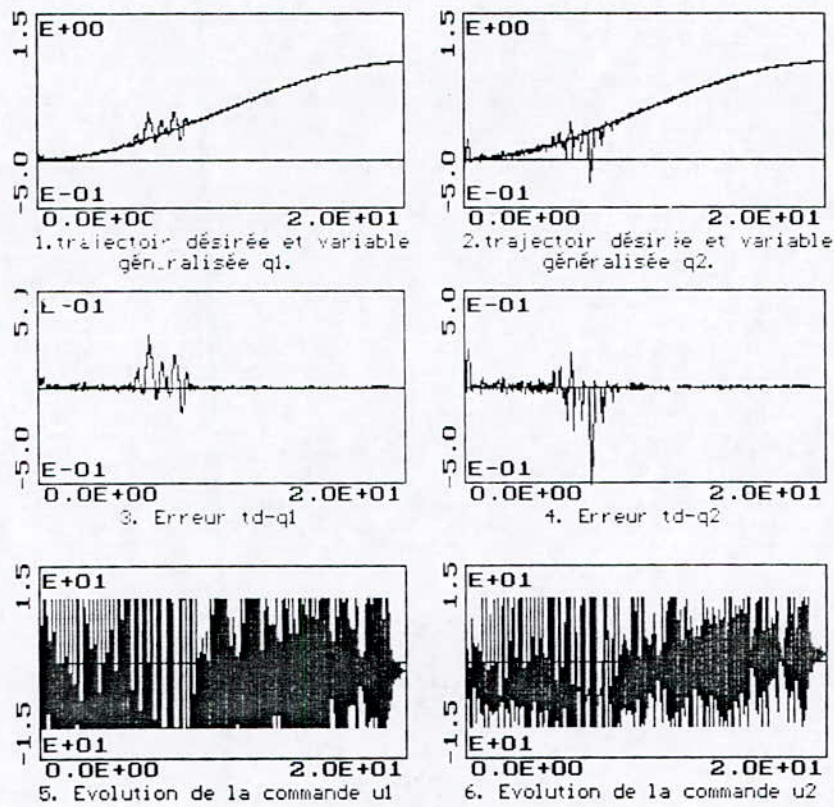 1.5 E+00
-5.0 E-01
0.0E+00 2.0E+01
1.trajectoir désirée et variable
généralisée q1.
1.5 E+00
-5.0 E-01
0.0E+00 2.0E+01
2.trajectoir désirée et variable
généralisée q2.
5.0 E-01
-5.0 E-01
0.0E+00 2.0E+01
3. Erreur td-q1
5.0 E-01
-5.0 E-01
0.0E+00 2.0E+01
4. Erreur td-q2
1.5 E+01
-1.5 E+01
0.0E+00 2.0E+01
5. Evolution de la commande u1
1.5 E+01
-1.5 E+01
0.0E+00 2.0E+01
6. Evolution de la commande u2